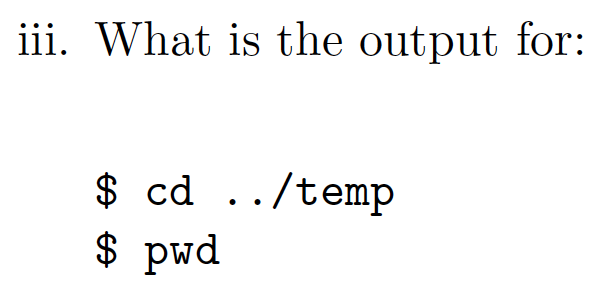 iii. What is the output for:
$ cd ../temp
$ pwd